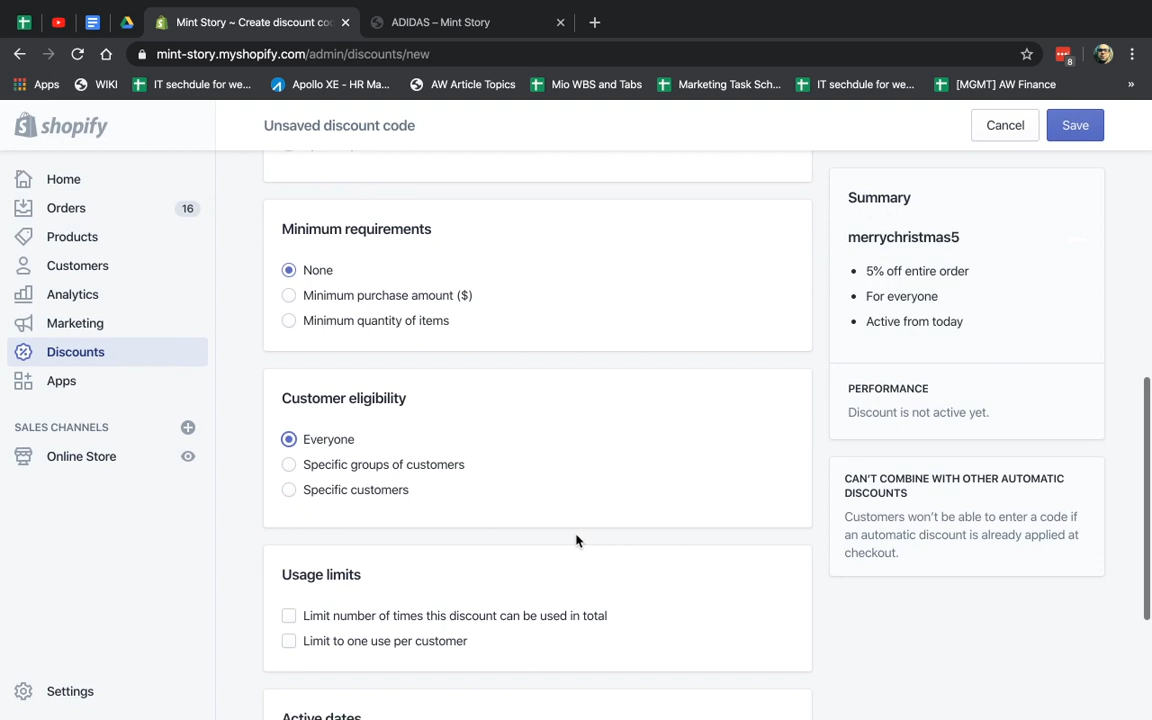 Mint Story ~ Create discount co
ADIDAS – Mint Story
mint-story.myshopify.com/admin/discounts/new
8
Apps
WIKI
IT sechdule for we...
Apollo XE - HR Ma...
AW Article Topics
Mio WBS and Tabs
Marketing Task Sch...
IT sechdule for we...
[MGMT] AW Finance
»
shopify
Unsaved discount code
Cancel
Save
Home
Orders
16
Products
Customers
Analytics
Marketing
Discounts
Apps
SALES CHANNELS
Online Store
Settings
Minimum requirements
None
Minimum purchase amount ($)
Minimum quantity of items
Customer eligibility
Everyone
Specific groups of customers
Specific customers
Usage limits
Limit number of times this discount can be used in total
Limit to one use per customer
Active dates
Summary
merrychristmas5
• 5% off entire order
• For everyone
• Active from today
PERFORMANCE
Discount is not active yet.
CAN'T COMBINE WITH OTHER AUTOMATIC
DISCOUNTS
Customers won't be able to enter a code if
an automatic discount is already applied at
checkout.